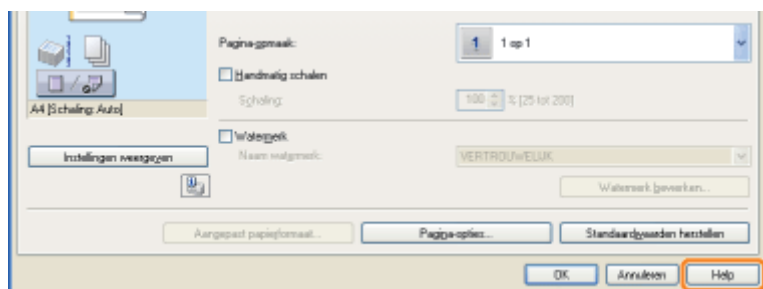 Pagina-opmaak:
1
1 op 1
Handmatig schalen
Schaling:
100
% [25 tot 200]
A4 [Schaling: Auto]
Watermerk
Naam watermerk:
VERTROUWELIJK
Instellingen weergeven
Watermerk bewerken...
Aangepast papierformaat...
Pagina-opties...
Standaardwaarden herstellen
OK
Annuleren
Help